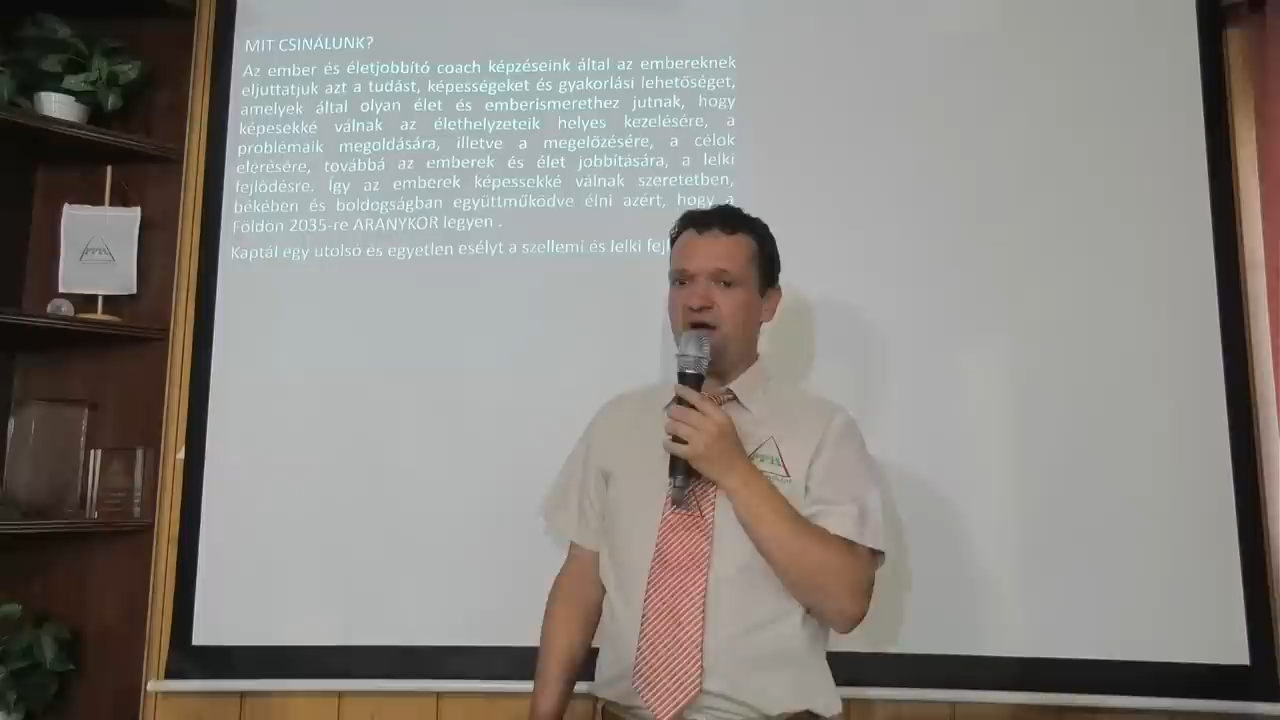 MIT CSINÁLUNK?
Az ember és életjobbító coach képzéseink által az embereknek
eljuttatjuk azt a tudást, képességeket és gyakorlási lehetőséget,
amelyek által olyan élet és emberismerethez jutnak, hogy
képesekké válnak az élethelyzeteik helyes kezelésére, a
problémáik megoldására, illetve a megelőzésére, a célok
elérésére, továbbá az emberek és élet jobbítására, a lelki
fejlődésre. Így az emberek képessekké válnak szeretetben,
békében és boldogságban együttműködve élni azért, hogy a
Földön 2035-re ARANYKOR legyen .
Kaptál egy utolsó és egyetlen esélyt a szellemi és lelki fejl